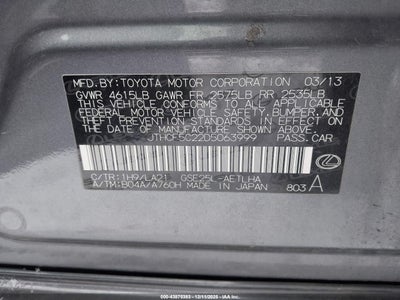 MFD.BY: TOYOTA MOTOR CORPORATION 03/13
GVWR 4615LB GAWR FR 2575LB RR 2535LB
THIS VEHICLE CONFORMS TO ALL APPLICABLE
FEDERAL MOTOR VEHICLE SAFETY, BUMPER, AND
THEFT PREVENTION STANDARDS IN EFFECT ON
THE DATE OF MANUFACTURE SHOWN ABOVE.
JTHCF5C22D5063999 PASS.CAR
C/TR: 1H9/LA21 GSE25L-AETLHA
A/TM: B04A/A760H MADE IN JAPAN 803 A